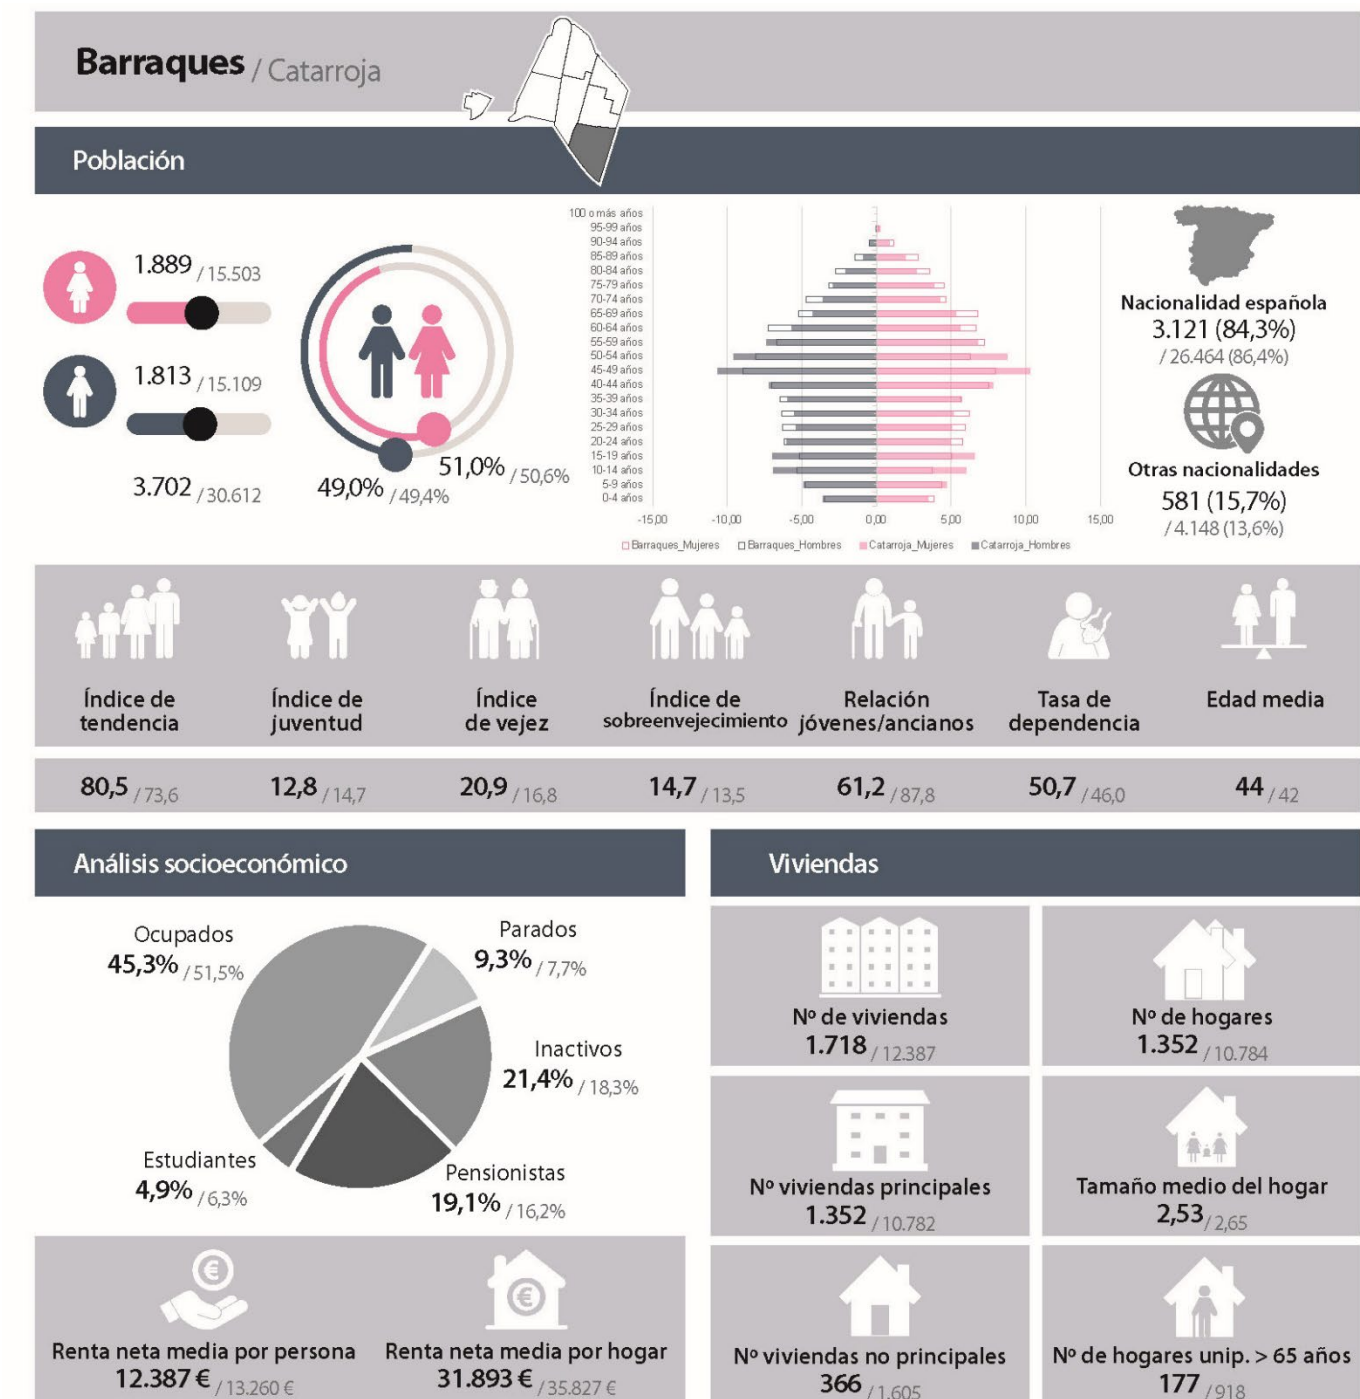 Barraques / Catarroja
Población
1.889 / 15.503
1.813 / 15.109
3.702 / 30.612
49,0% / 49,4%
51,0% / 50,6%
100 o más años
95-99 años
90-94 años
85-89 años
80-84 años
75-79 años
70-74 años
65-69 años
60-64 años
55-59 años
50-54 años
45-49 años
40-44 años
35-39 años
30-34 años
25-29 años
20-24 años
15-19 años
10-14 años
5-9 años
0-4 años
-15,00 -10,00 -5,00 0,00 5,00 10,00 15,00
Barraques_Mujeres Barraques_Hombres Catarroja_Mujeres Catarroja_Hombres
Nacionalidad española
3.121 (84,3%)
/ 26.464 (86,4%)
Otras nacionalidades
581 (15,7%)
/ 4.148 (13,6%)
Índice de
tendencia
80,5 / 73,6
Índice de
juventud
12,8 / 14,7
Índice
de vejez
20,9 / 16,8
Índice de
sobreenvejecimiento
14,7 / 13,5
Relación
jóvenes/ancianos
61,2 / 87,8
Tasa de
dependencia
50,7 / 46,0
Edad media
44 / 42
Análisis socioeconómico
Ocupados
45,3% / 51,5%
Parados
9,3% / 7,7%
Inactivos
21,4% / 18,3%
Estudiantes
4,9% / 6,3%
Pensionistas
19,1% / 16,2%
Renta neta media por persona
12.387 € / 13.260 €
Renta neta media por hogar
31.893 € / 35.827 €
Viviendas
Nº de viviendas
1.718 / 12.387
Nº de hogares
1.352 / 10.784
Nº viviendas principales
1.352 / 10.782
Tamaño medio del hogar
2,53 / 2,65
Nº viviendas no principales
366 / 1.605
Nº de hogares unip. > 65 años
177 / 918